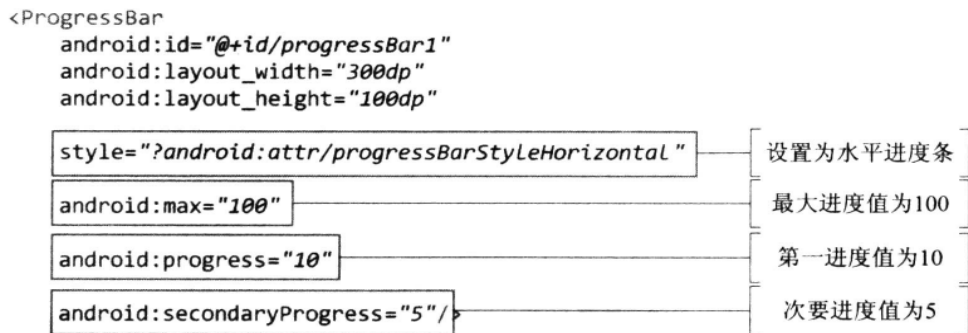 <ProgressBar
android:id="@+id/progressBar1"
android:layout_width="300dp"
android:layout_height="100dp"
style="?android:attr/progressBarStyleHorizontal" 设置为水平进度条
android:max="100" 最大进度值为100
android:progress="10" 第一进度值为10
android:secondaryProgress="5"/> 次要进度值为5